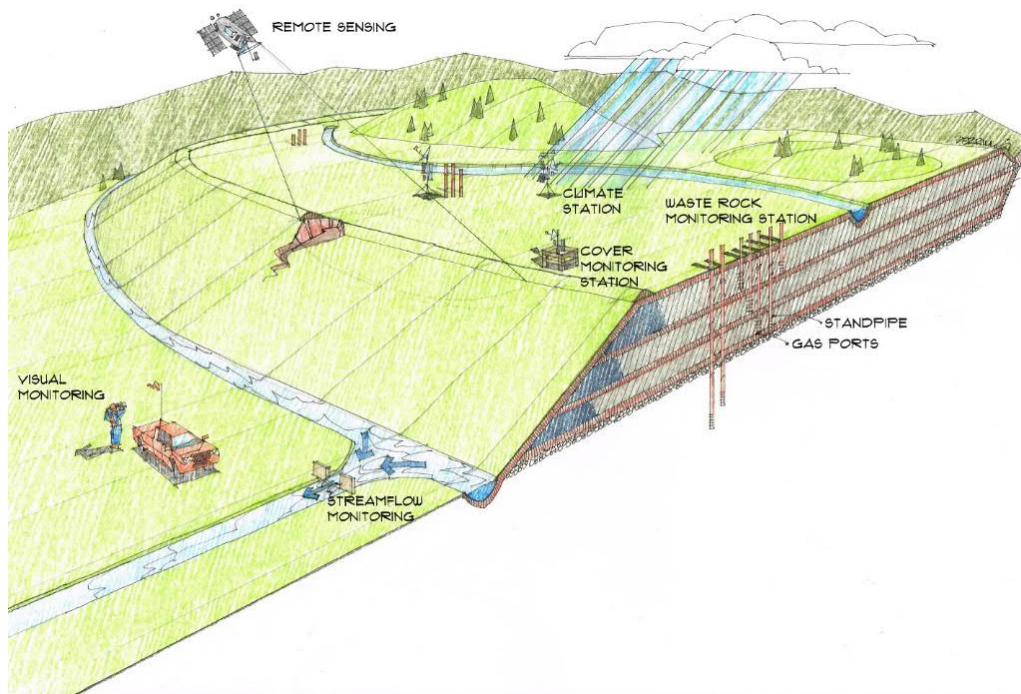 REMOTE SENSING
CLIMATE
STATION
WASTE ROCK
MONITORING STATION
COVER
MONITORING
STATION
STANDPIPE
GAS PORTS
VISUAL
MONITORING
STREAMFLOW
MONITORING